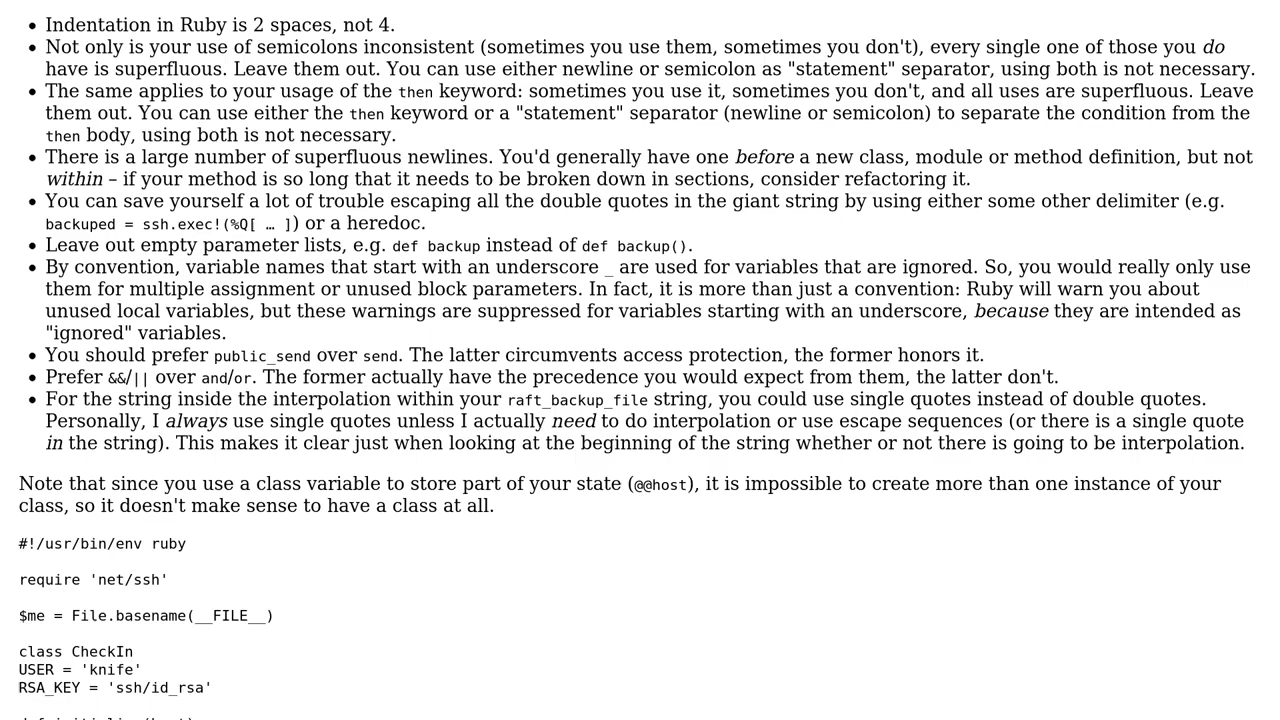 • Indentation in Ruby is 2 spaces, not 4.
• Not only is your use of semicolons inconsistent (sometimes you use them, sometimes you don't), every single one of those you do
have is superfluous. Leave them out. You can use either newline or semicolon as "statement" separator, using both is not necessary.
• The same applies to your usage of the then keyword: sometimes you use it, sometimes you don't, and all uses are superfluous. Leave
them out. You can use either the then keyword or a "statement" separator (newline or semicolon) to separate the condition from the
then body, using both is not necessary.
• There is a large number of superfluous newlines. You'd generally have one before a new class, module or method definition, but not
within – if your method is so long that it needs to be broken down in sections, consider refactoring it.
• You can save yourself a lot of trouble escaping all the double quotes in the giant string by using either some other delimiter (e.g.
backuped = ssh.exec!(%Q[ … ]) or a heredoc.
• Leave out empty parameter lists, e.g. def backup instead of def backup().
• By convention, variable names that start with an underscore _ are used for variables that are ignored. So, you would really only use
them for multiple assignment or unused block parameters. In fact, it is more than just a convention: Ruby will warn you about
unused local variables, but these warnings are suppressed for variables starting with an underscore, because they are intended as
"ignored" variables.
• You should prefer public_send over send. The latter circumvents access protection, the former honors it.
• Prefer &&/|| over and/or. The former actually have the precedence you would expect from them, the latter don't.
• For the string inside the interpolation within your raft_backup_file string, you could use single quotes instead of double quotes.
Personally, I always use single quotes unless I actually need to do interpolation or use escape sequences (or there is a single quote
in the string). This makes it clear just when looking at the beginning of the string whether or not there is going to be interpolation.
Note that since you use a class variable to store part of your state (@@host), it is impossible to create more than one instance of your
class, so it doesn't make sense to have a class at all.
#!/usr/bin/env ruby
require 'net/ssh'
$me = File.basename(__FILE__)
class CheckIn
USER = 'knife'
RSA_KEY = 'ssh/id_rsa'